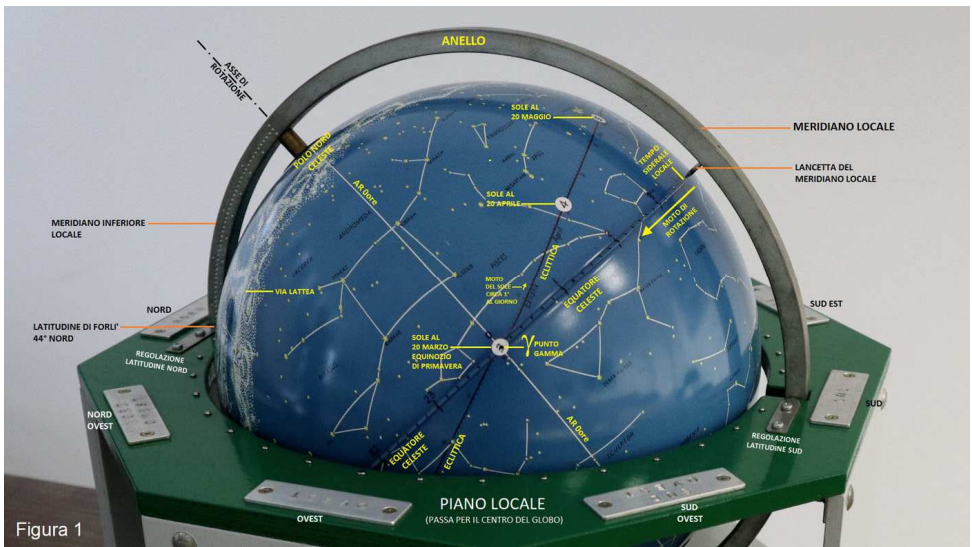 ANELLO
ASSE DI
ROTAZIONE
SOLE AL
20 MAGGIO
MERIDIANO LOCALE
POLO NORD
CELESTE
TEMPO
SIDERALE
LOCALE
LANCETTA DEL
MERIDIANO LOCALE
AR 0ore
SOLE AL
20 APRILE
4
MOTO DI
ROTAZIONE
MERIDIANO INFERIORE
LOCALE
ANDROMEDA
PISCES
ECLITTICA
MOTO
DEL SOLE
CIRCA 1°
AL GIORNO
EQUATORE
CELESTE
VIA LATTEA
NORD
SUD EST
LATITUDINE DI FORLI'
44° NORD
SOLE AL
20 MARZO
EQUINOZIO
DI PRIMAVERA
γ PUNTO
GAMMA
REGOLAZIONE
LATITUDINE NORD
NORD
OVEST
SUD
AR 0ore
REGOLAZIONE
LATITUDINE SUD
EQUATORE
CELESTE
ECLITTICA
SCULPTOR
PIANO LOCALE
(PASSA PER IL CENTRO DEL GLOBO)
OVEST
SUD
OVEST
Figura 1